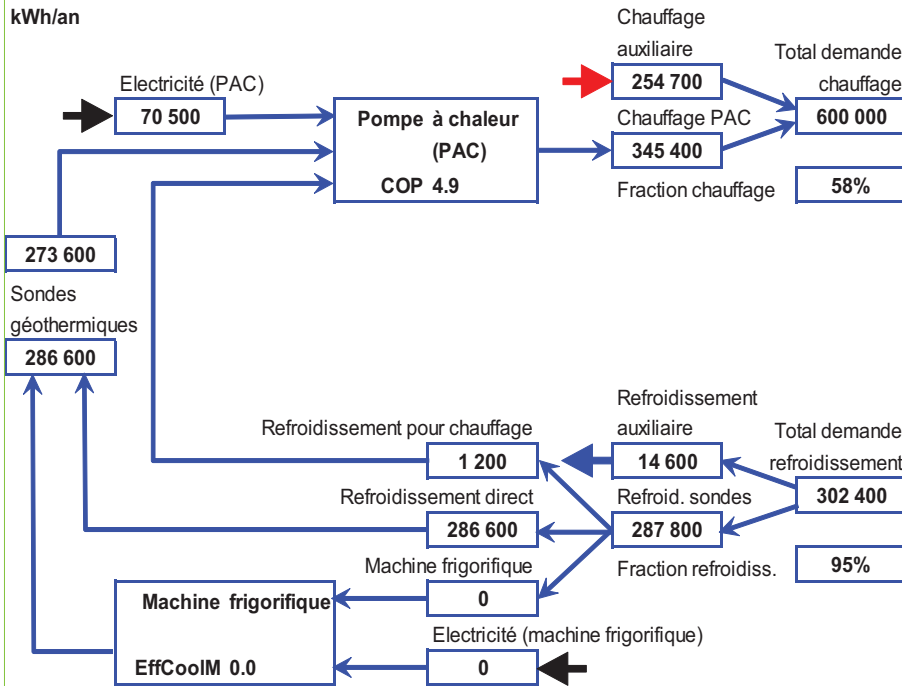 kWh/an
Chauffage
auxiliaire
254 700
Total demande
chauffage
600 000
Electricité (PAC)
70 500
Pompe à chaleur
(PAC)
COP 4.9
Chauffage PAC
345 400
Fraction chauffage
58%
273 600
Sondes
géothermiques
286 600
Refroidissement
auxiliaire
14 600
Total demande
refroidissement
302 400
Refroidissement pour chauffage
1 200
Refroidissement direct
286 600
Refroid. sondes
287 800
Machine frigorifique
0
Fraction refroidiss.
95%
Machine frigorifique
EffCoolM 0.0
Electricité (machine frigorifique)
0